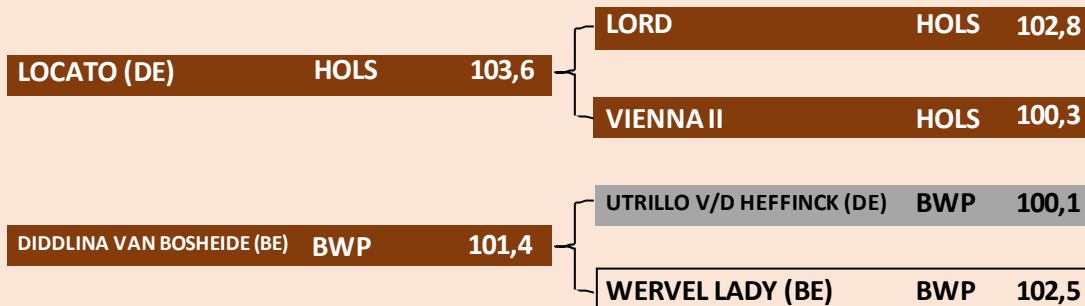 LORD HOLS 102,8
LOCATO (DE) HOLS 103,6
VIENNA II HOLS 100,3
UTRILLO V/D HEFFINCK (DE) BWP 100,1
DIDDLINA VAN BOSHEIDE (BE) BWP 101,4
WERVEL LADY (BE) BWP 102,5